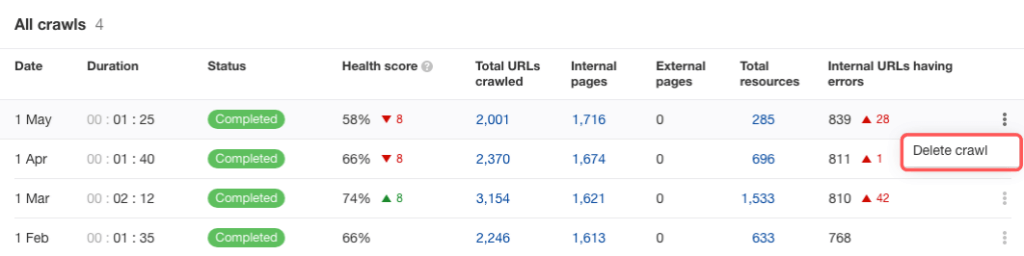 All crawls 4
Date Duration Status Health score ? Total URLs crawled Internal pages External pages Total resources Internal URLs having errors
1 May 00 : 01 : 25 Completed 58% ▼ 8 2,001 1,716 0 285 839 ▲ 28
Delete crawl
1 Apr 00 : 01 : 40 Completed 66% ▼ 8 2,370 1,674 0 696 811 ▲ 1
1 Mar 00 : 02 : 12 Completed 74% ▲ 8 3,154 1,621 0 1,533 810 ▲ 42
1 Feb 00 : 01 : 35 Completed 66% 2,246 1,613 0 633 768